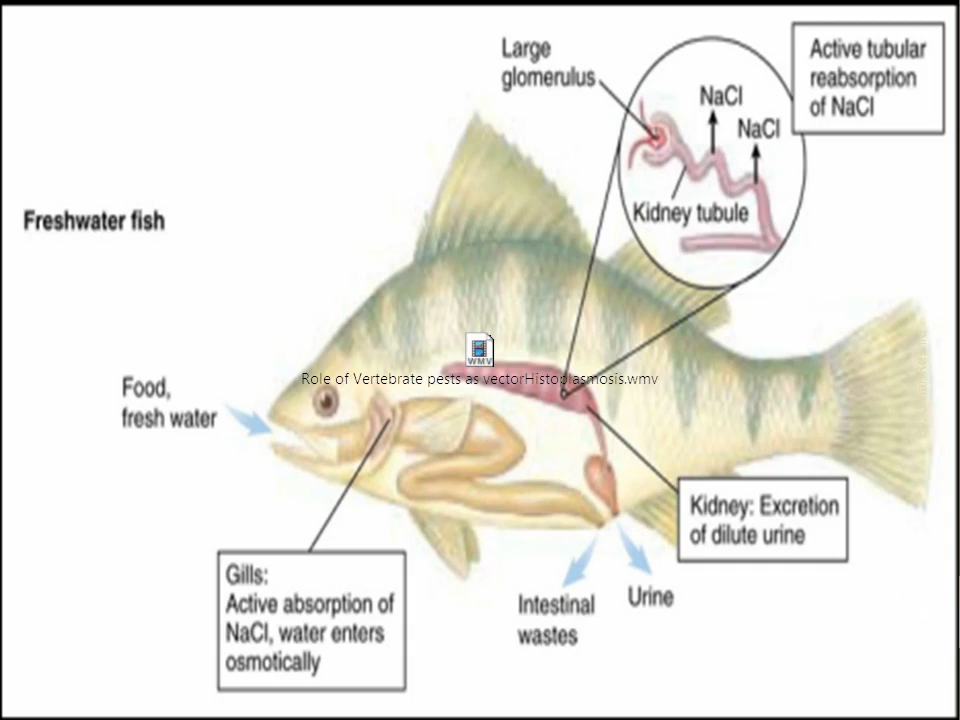 Large
glomerulus
NaCl
NaCl
Active tubular
reabsorption
of NaCl
Kidney tubule
Freshwater fish
WMV
Role of Vertebrate pests as vectorHistoplasmosis.wmv
Food,
fresh water
Kidney: Excretion
of dilute urine
Gills:
Active absorption of
NaCl, water enters
osmotically
Intestinal
wastes
Urine